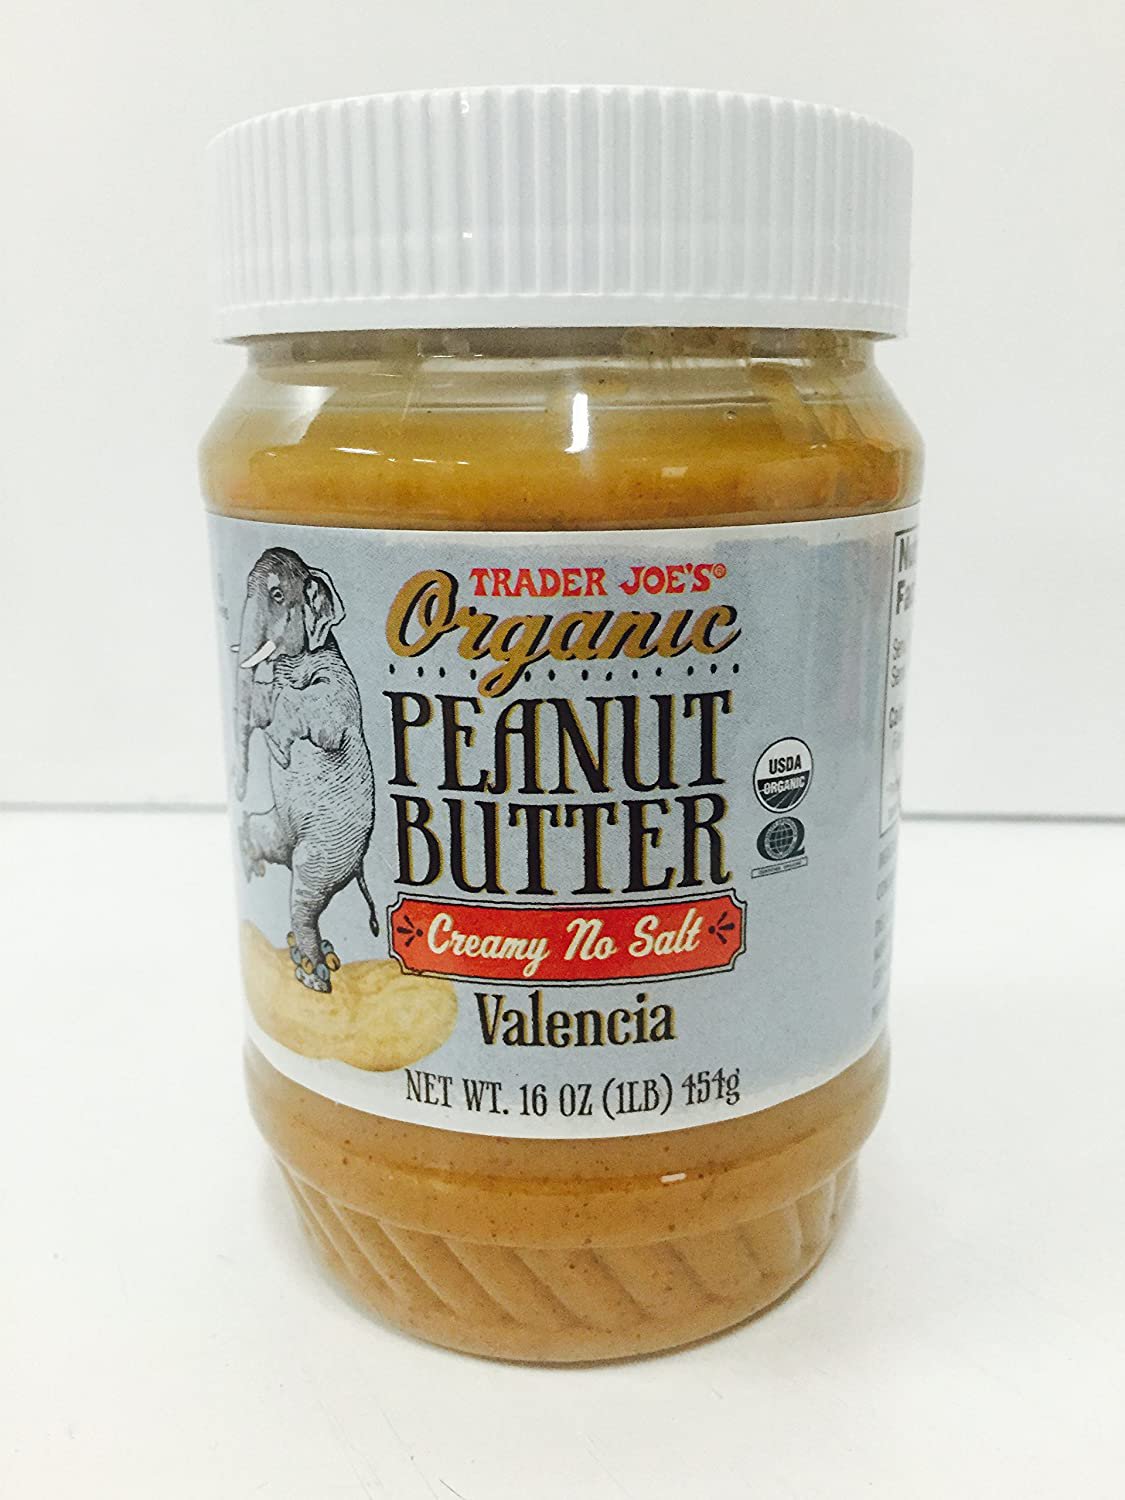 TRADER JOE'S®
Organic
PEANUT
BUTTER
Creamy No Salt
Valencia
NET WT. 16 OZ (1LB) 454g
USDA
ORGANIC